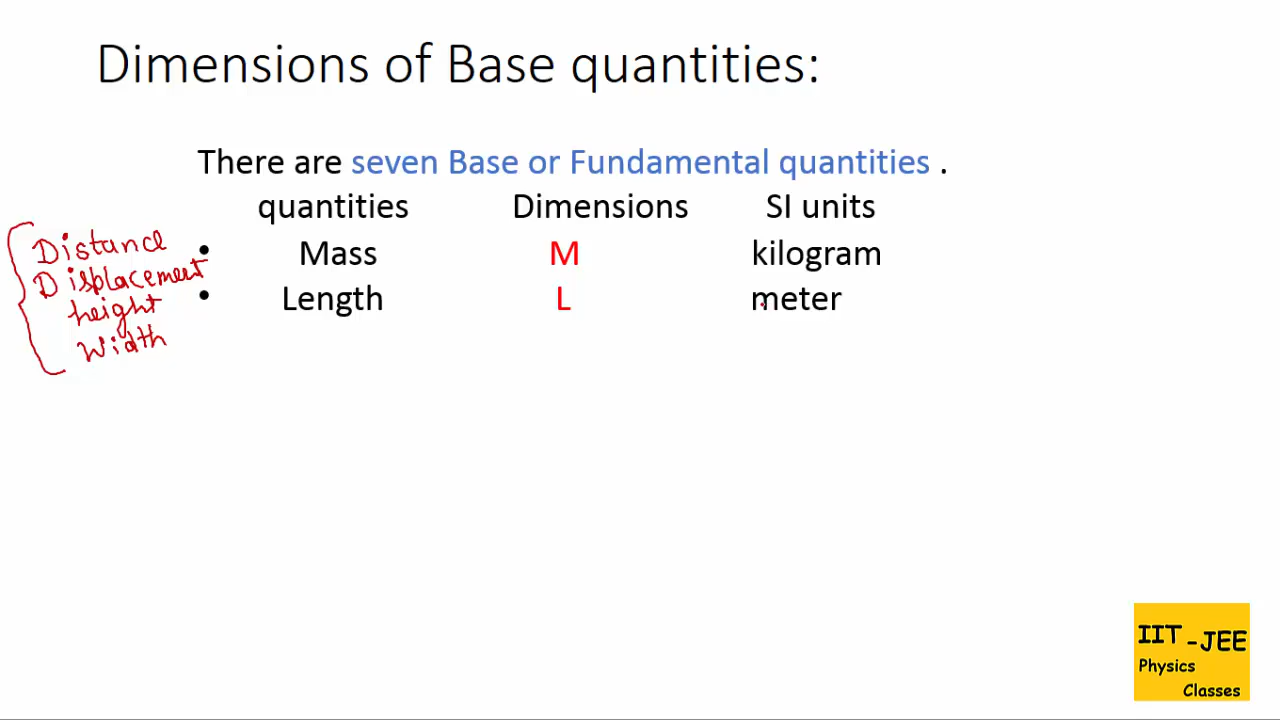 Dimensions of Base quantities:
There are seven Base or Fundamental quantities .
quantities Dimensions SI units
• Mass M kilogram
• Length L meter
Distance
Displacement
height
Width
IIT -JEE
Physics
Classes